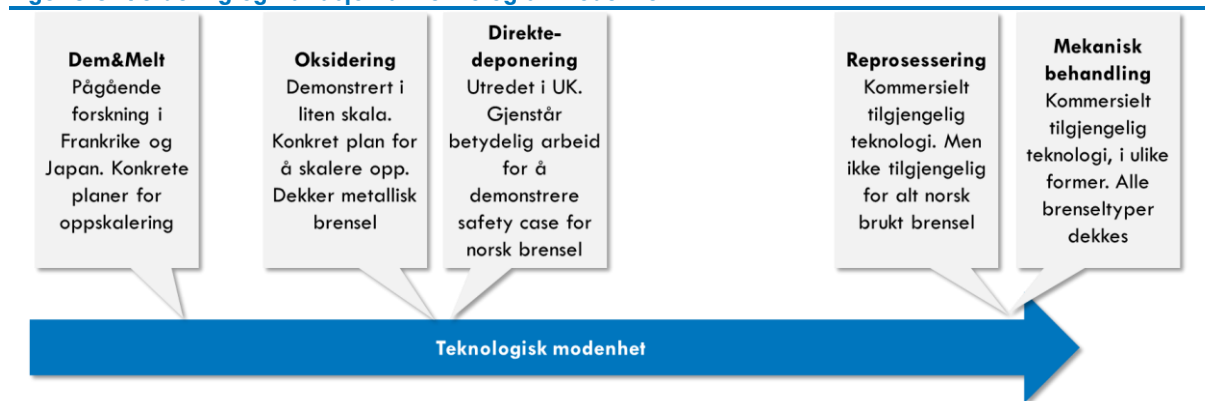 Dem&Melt
Pågående
forskning i
Frankrike og
Japan. Konkrete
planer for
oppskalering
Oksidering
Demonstrert i
liten skala.
Konkret plan for
å skalere opp.
Dekker metallisk
brensel
Direkte-
deponering
Utredet i UK.
Gjenstår
betydelig arbeid
for å
demonstrere
safety case for
norsk brensel
Reprosessering
Kommersielt
tilgjengelig
teknologi. Men
ikke tilgjengelig
for alt norsk
brukt brensel
Mekanisk
behandling
Kommersielt
tilgjengelig
teknologi, i ulike
former. Alle
brenseltyper
dekkes
Teknologisk modenhet